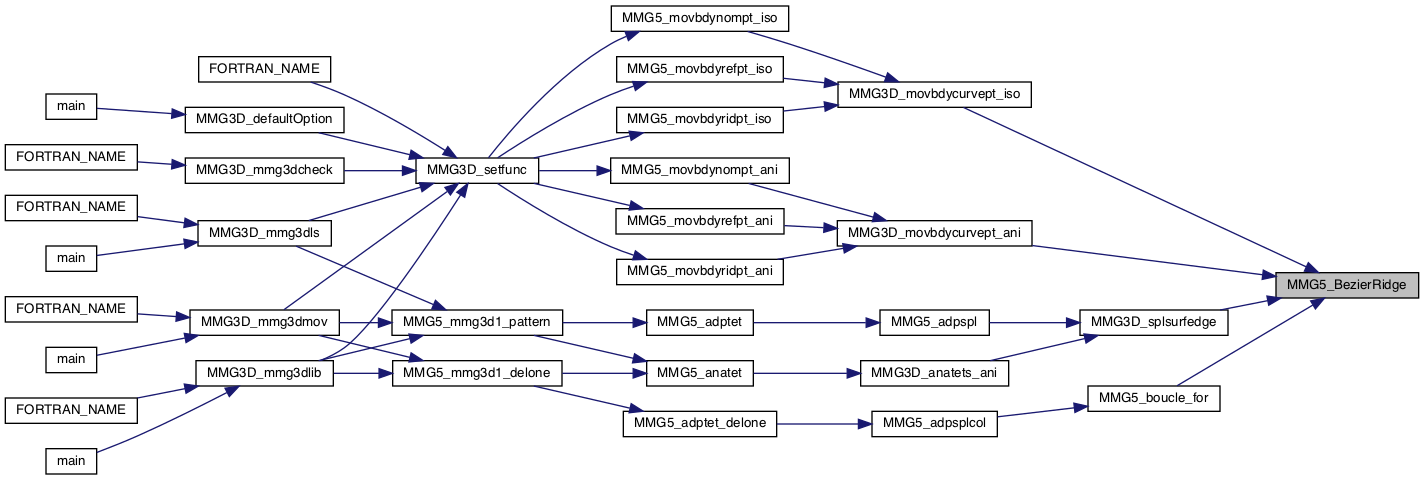 MMG5_movbdynompt_iso
FORTRAN_NAME
MMG5_movbdyrefpt_iso
MMG3D_movbdycurvept_iso
main
MMG3D_defaultOption
MMG5_movbdyridpt_iso
FORTRAN_NAME
MMG3D_mmg3dcheck
MMG3D_setfunc
MMG5_movbdynompt_ani
FORTRAN_NAME
MMG3D_mmg3dls
MMG5_movbdyrefpt_ani
MMG3D_movbdycurvept_ani
main
MMG5_movbdyridpt_ani
MMG5_BezierRidge
FORTRAN_NAME
MMG3D_mmg3dmov
MMG5_mmg3d1_pattern
MMG5_adptet
MMG5_adpspl
MMG3D_splsurfedge
main
MMG3D_mmg3dlib
MMG5_mmg3d1_delone
MMG5_anatet
MMG3D_anatets_ani
FORTRAN_NAME
MMG5_adptet_delone
MMG5_adpsplcol
MMG5_boucle_for
main